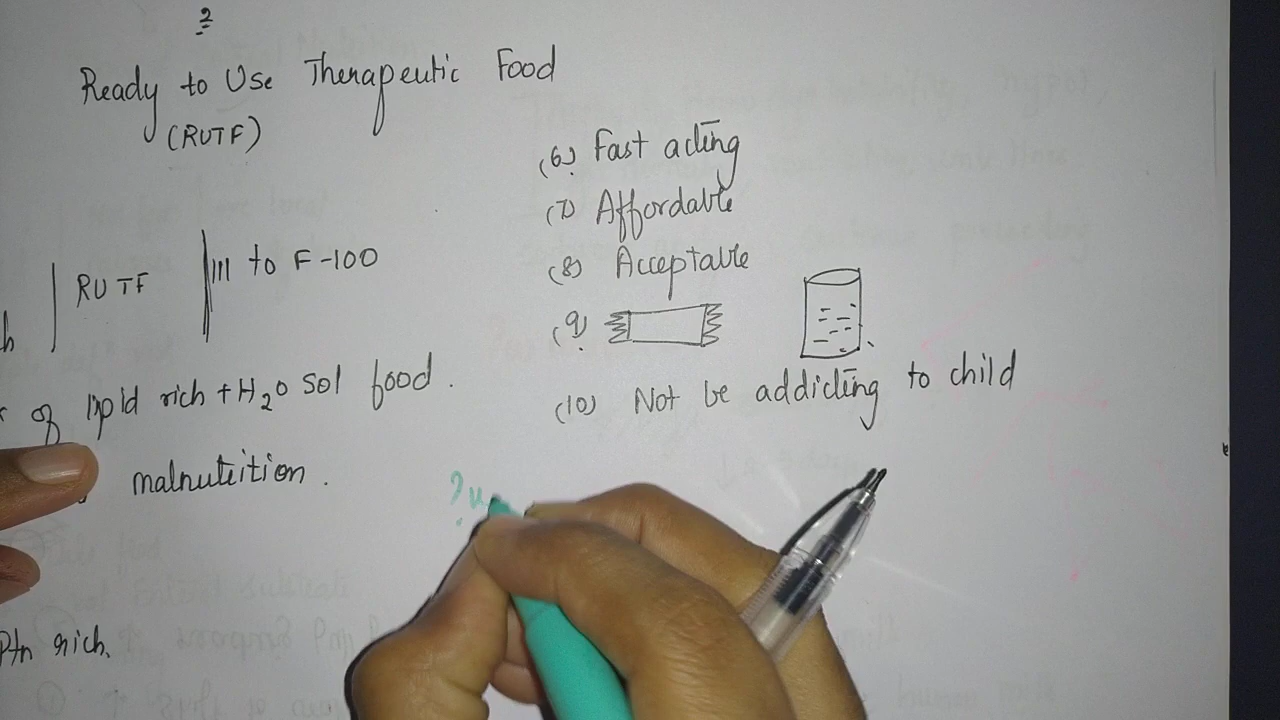 ?
Ready to Use Therapeutic Food
(RUTF)
RUTF
||| to F-100
of lipid rich + H2O sol food.
malnutrition.
Ptn rich.
(6) Fast acting
(7) Affordable
(8) Acceptable
(9)
(10) Not be addicting to child
?